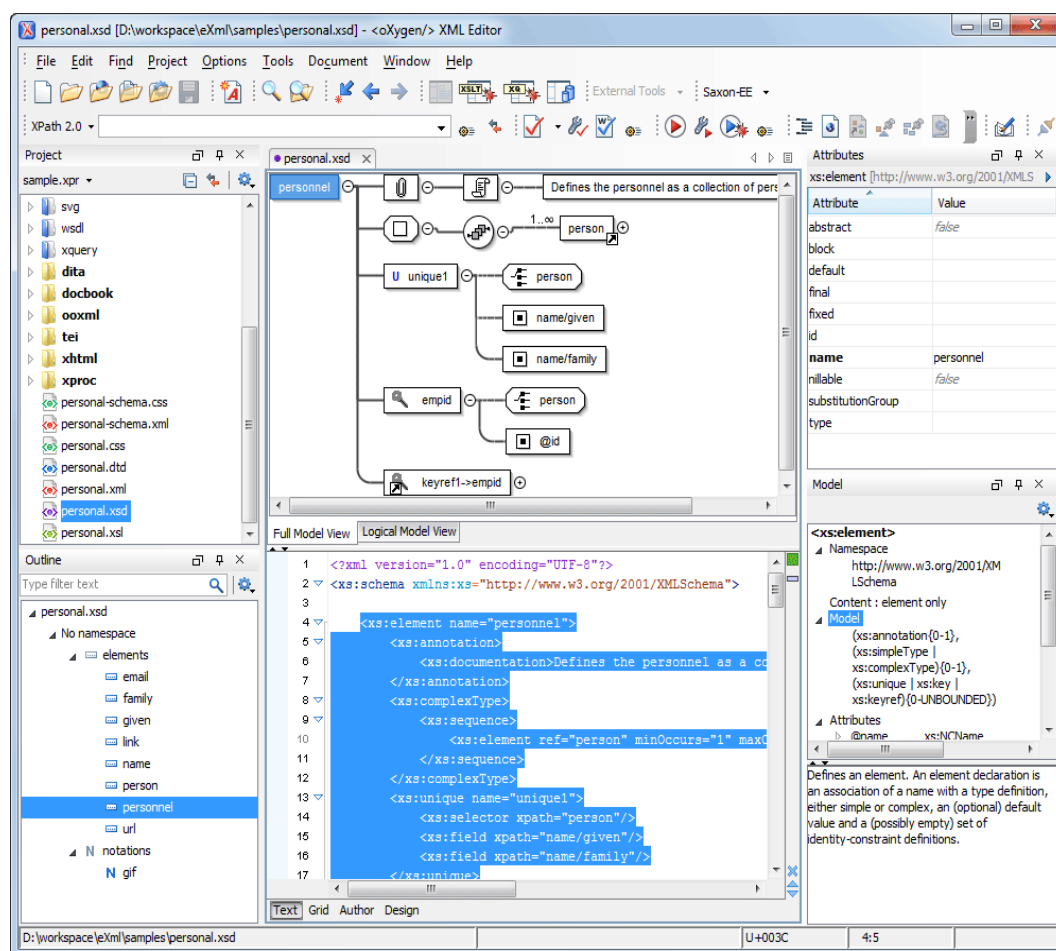 personal.xsd [D:\workspace\eXml\samples\personal.xsd] - <oXygen/> XML Editor
File Edit Find Project Options Tools Document Window Help
XSLT XQ External Tools Saxon-EE
XPath 2.0
Project
sample.xpr
svg
wsdl
xquery
dita
docbook
ooxml
tei
xhtml
xproc
personal-schema.css
personal-schema.xml
personal.css
personal.dtd
personal.xml
personal.xsd
personal.xsl
Outline
Type filter text
personal.xsd
No namespace
elements
email
family
given
link
name
person
personnel
url
notations
N gif
personal.xsd
personnel
Defines the personnel as a collection of pers
1..∞
person
U unique1
person
name/given
name/family
empid
person
@id
keyref1->empid
Full Model View Logical Model View
1 <?xml version="1.0" encoding="UTF-8"?>
2 <xs:schema xmlns:xs="http://www.w3.org/2001/XMLSchema">
3
4 <xs:element name="personnel">
5 <xs:annotation>
6 <xs:documentation>Defines the personnel as a co
7 </xs:annotation>
8 <xs:complexType>
9 <xs:sequence>
10 <xs:element ref="person" minOccurs="1" maxO
11 </xs:sequence>
12 </xs:complexType>
13 <xs:unique name="unique1">
14 <xs:selector xpath="person"/>
15 <xs:field xpath="name/given"/>
16 <xs:field xpath="name/family"/>
17 </xs:unique>
Text Grid Author Design
Attributes
xs:element [http://www.w3.org/2001/XMLS
Attribute Value
abstract false
block
default
final
fixed
id
name personnel
nillable false
substitutionGroup
type
Model
<xs:element>
Namespace
http://www.w3.org/2001/XM
LSchema
Content : element only
Model
(xs:annotation{0-1},
(xs:simpleType |
xs:complexType){0-1},
(xs:unique | xs:key |
xs:keyref){0-UNBOUNDED})
Attributes
@name xs:NCName
Defines an element. An element declaration is
an association of a name with a type definition,
either simple or complex, an (optional) default
value and a (possibly empty) set of
identity-constraint definitions.
D:\workspace\eXml\samples\personal.xsd U+003C 4:5